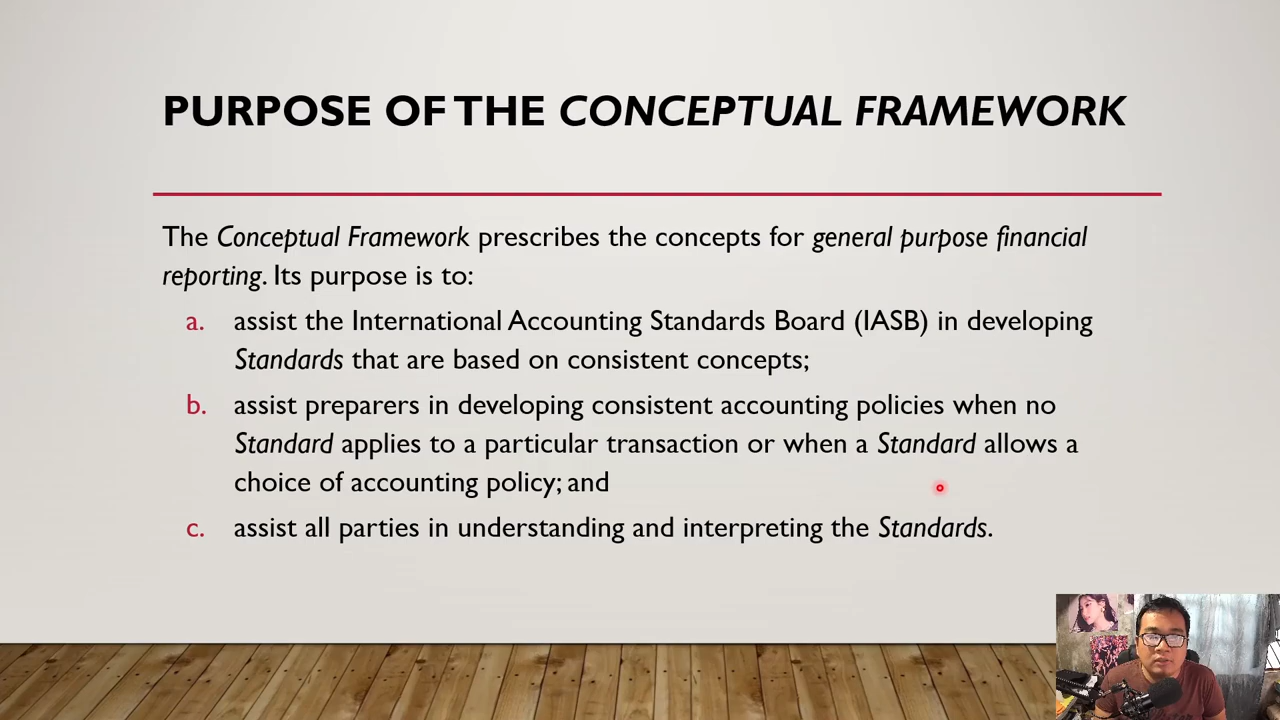 PURPOSE OF THE CONCEPTUAL FRAMEWORK
The Conceptual Framework prescribes the concepts for general purpose financial
reporting. Its purpose is to:
a. assist the International Accounting Standards Board (IASB) in developing
Standards that are based on consistent concepts;
b. assist preparers in developing consistent accounting policies when no
Standard applies to a particular transaction or when a Standard allows a
choice of accounting policy; and
c. assist all parties in understanding and interpreting the Standards.